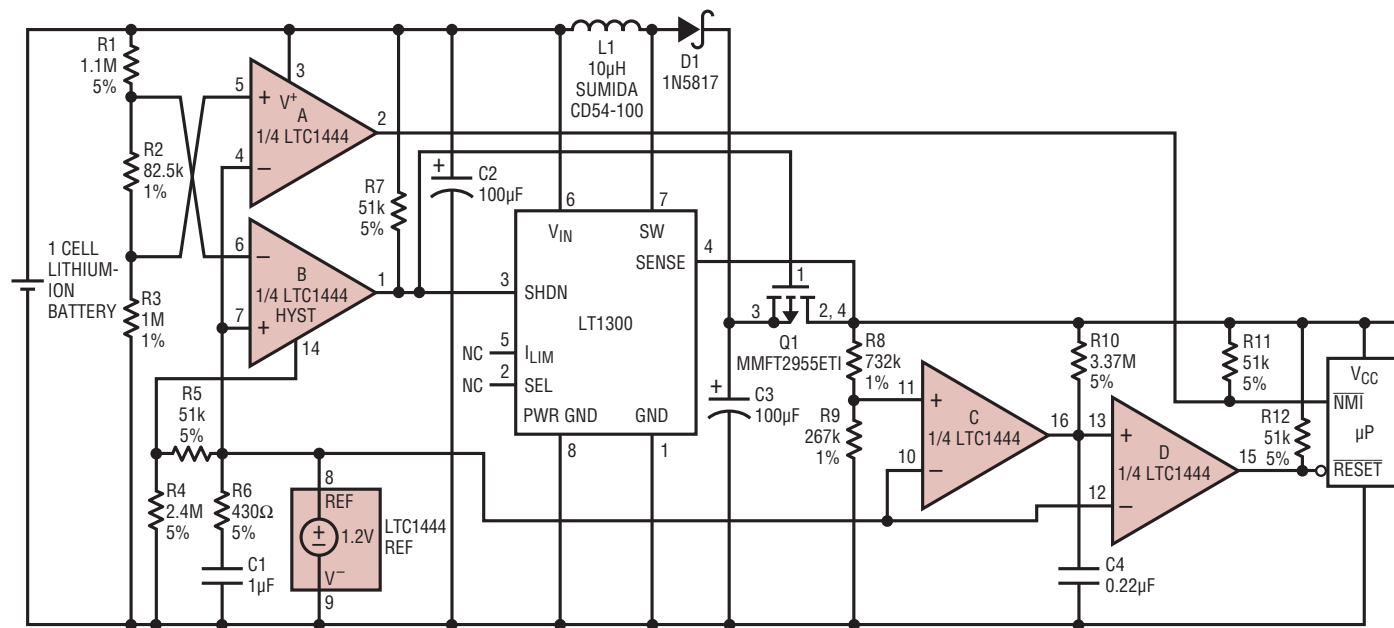 R1
1.1M
5%
R2
82.5k
1%
1 CELL
LITHIUM-
ION
BATTERY
R3
1M
1%
5
+
4
−
3
V+
A
1/4 LTC1444
2
6
−
7
+
B
1/4 LTC1444
HYST
1
14
R5
51k
5%
R4
2.4M
5%
R6
430Ω
5%
C1
1µF
8
REF
+
−
1.2V
V−
9
LTC1444
REF
R7
51k
5%
+
C2
100µF
L1
10µH
SUMIDA
CD54-100
D1
1N5817
6
VIN
7
SW
4
SENSE
3
SHDN
LT1300
NC
5
ILIM
NC
2
SEL
PWR GND
GND
8
1
1
3
2, 4
Q1
MMFT2955ETI
+
C3
100µF
R8
732k
1%
R9
267k
1%
11
+
10
−
C
1/4 LTC1444
16
R10
3.37M
5%
13
+
12
−
D
1/4 LTC1444
15
C4
0.22µF
R11
51k
5%
R12
51k
5%
VCC
NMI
µP
RESET